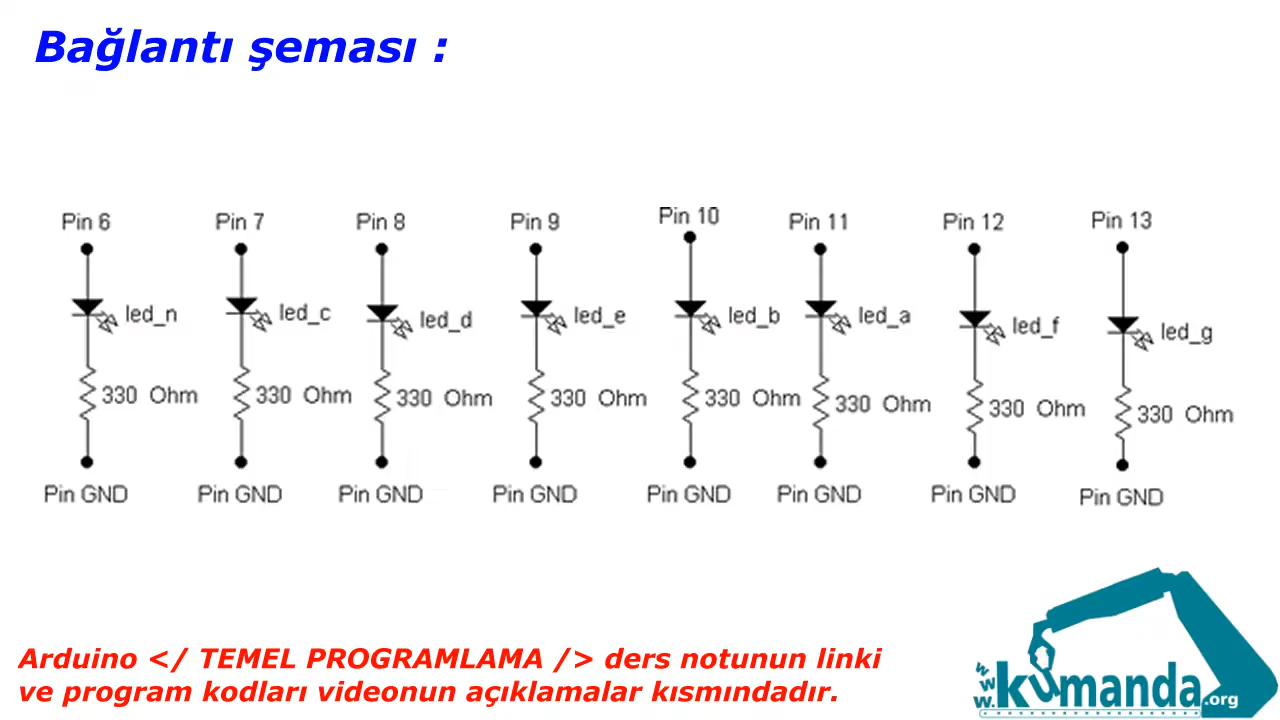 Bağlantı şeması :
Pin 6 Pin 7 Pin 8 Pin 9 Pin 10 Pin 11 Pin 12 Pin 13
led_n led_c led_d led_e led_b led_a led_f led_g
330 Ohm 330 Ohm 330 Ohm 330 Ohm 330 Ohm 330 Ohm 330 Ohm 330 Ohm
Pin GND Pin GND Pin GND Pin GND Pin GND Pin GND Pin GND Pin GND
Arduino </ TEMEL PROGRAMLAMA /> ders notunun linki
ve program kodları videonun açıklamalar kısmındadır.
www.kumanda.org